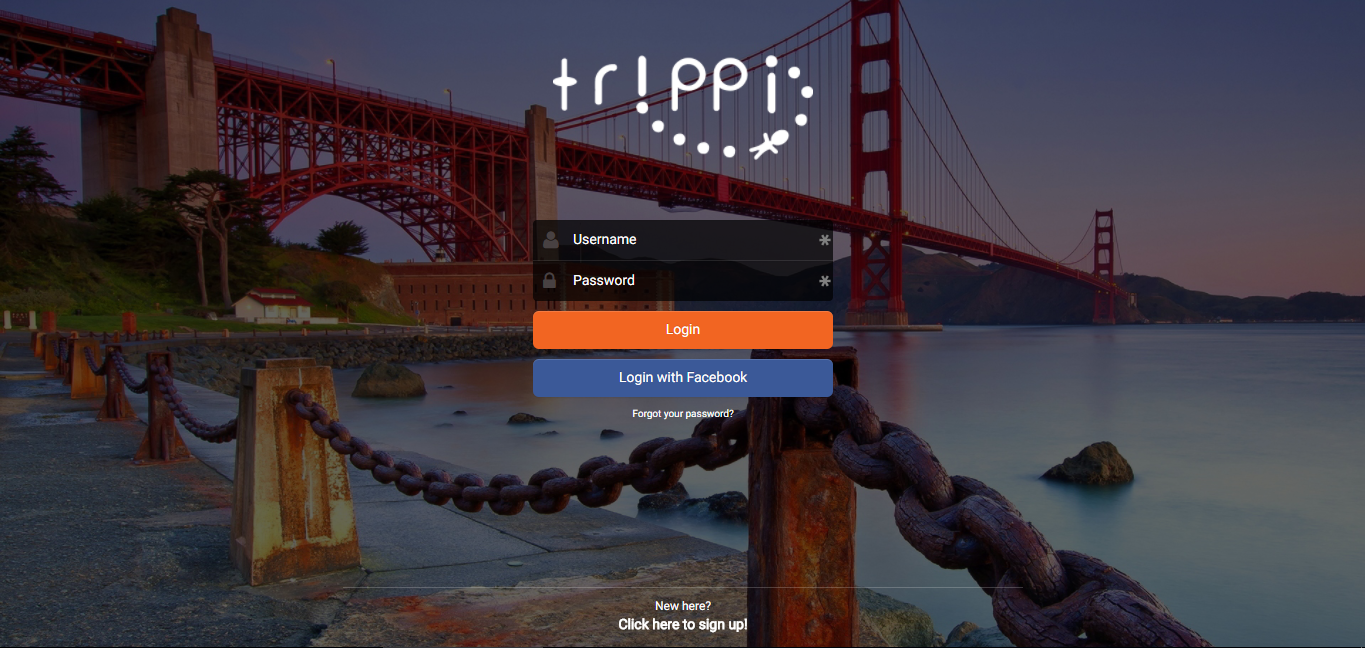 tr!ppi
Username
*
Password
*
Login
Login with Facebook
Forgot your password?
New here?
Click here to sign up!